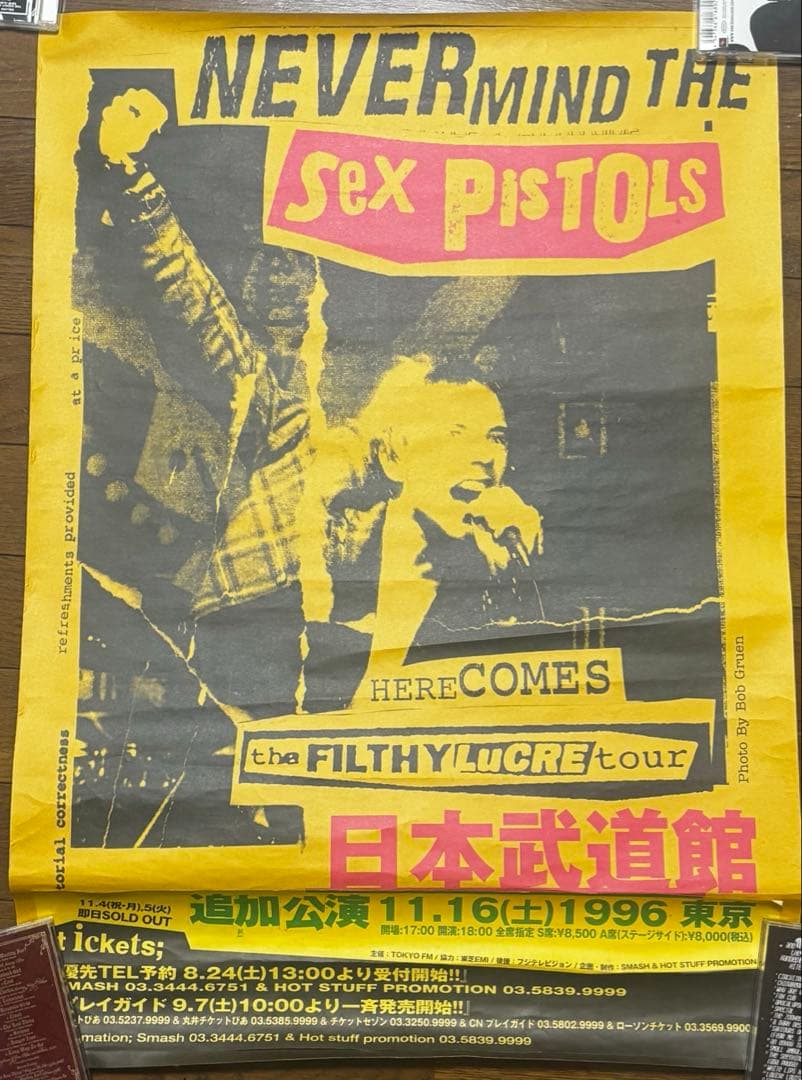 NEVER MIND THE
Sex PisTOLs
at a price
refreshments provided
torial correctness
HERE COMES
the FILTHY LuCRE tour
Photo By Bob Gruen
日本武道館
11.4(祝・月),5(火)
即日SOLD OUT
追加公演 11.16(土)1996 東京
開場:17:00 開演:18:00 全席指定 S席:¥8,500 A席(ステージサイド):¥8,000(税込)
t ickets;
主催：TOKYO FM / 協力：東芝EMI / 後援：フジテレビジョン / 企画・制作：SMASH & HOT STUFF PROMOTION
優先TEL予約 8.24(土)13:00より受付開始!!』
MASH 03.3444.6751 & HOT STUFF PROMOTION 03.5839.9999
プレイガイド 9.7(土)10:00より一斉発売開始!!』
ットぴあ 03.5237.9999 & 丸井チケットぴあ 03.5385.9999 & チケットセゾン 03.3250.9999 & CN プレイガイド 03.5802.9999 & ローソンチケット 03.3569.9900
mation; Smash 03.3444.6751 & Hot stuff promotion 03.5839.9999